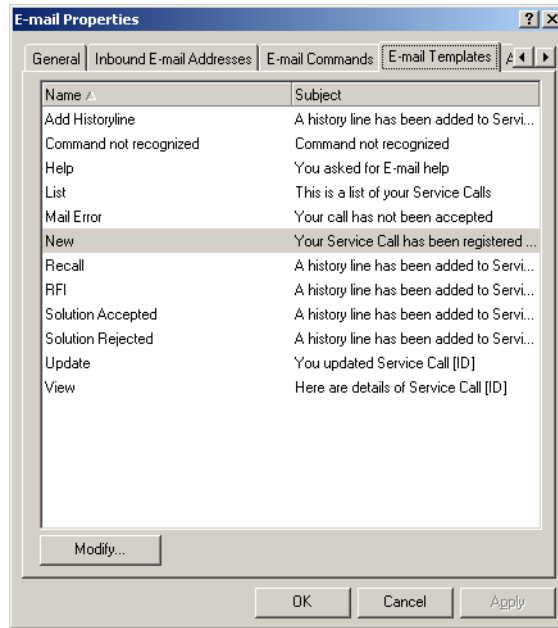 E-mail Properties
General Inbound E-mail Addresses E-mail Commands E-mail Templates
Name Subject
Add Historyline A history line has been added to Servi...
Command not recognized Command not recognized
Help You asked for E-mail help
List This is a list of your Service Calls
Mail Error Your call has not been accepted
New Your Service Call has been registered ...
Recall A history line has been added to Servi...
RFI A history line has been added to Servi...
Solution Accepted A history line has been added to Servi...
Solution Rejected A history line has been added to Servi...
Update You updated Service Call [ID]
View Here are details of Service Call [ID]
Modify...
OK Cancel Apply